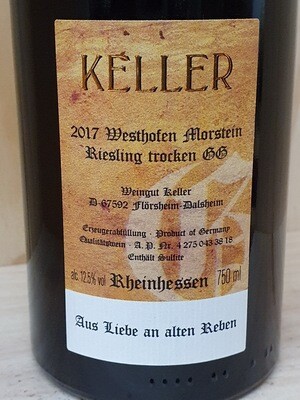 KELLER
2017 Westhofen Morstein
Riesling trocken GG
Weingut Keller
D-67592 Flörsheim-Dalsheim
Erzeugerabfüllung · Product of Germany
Qualitätswein · A. P. Nr. 4 275 043 38 18
Enthält Sulfite
alc. 12.5% vol Rheinhessen 750 ml
Aus Liebe an alten Reben